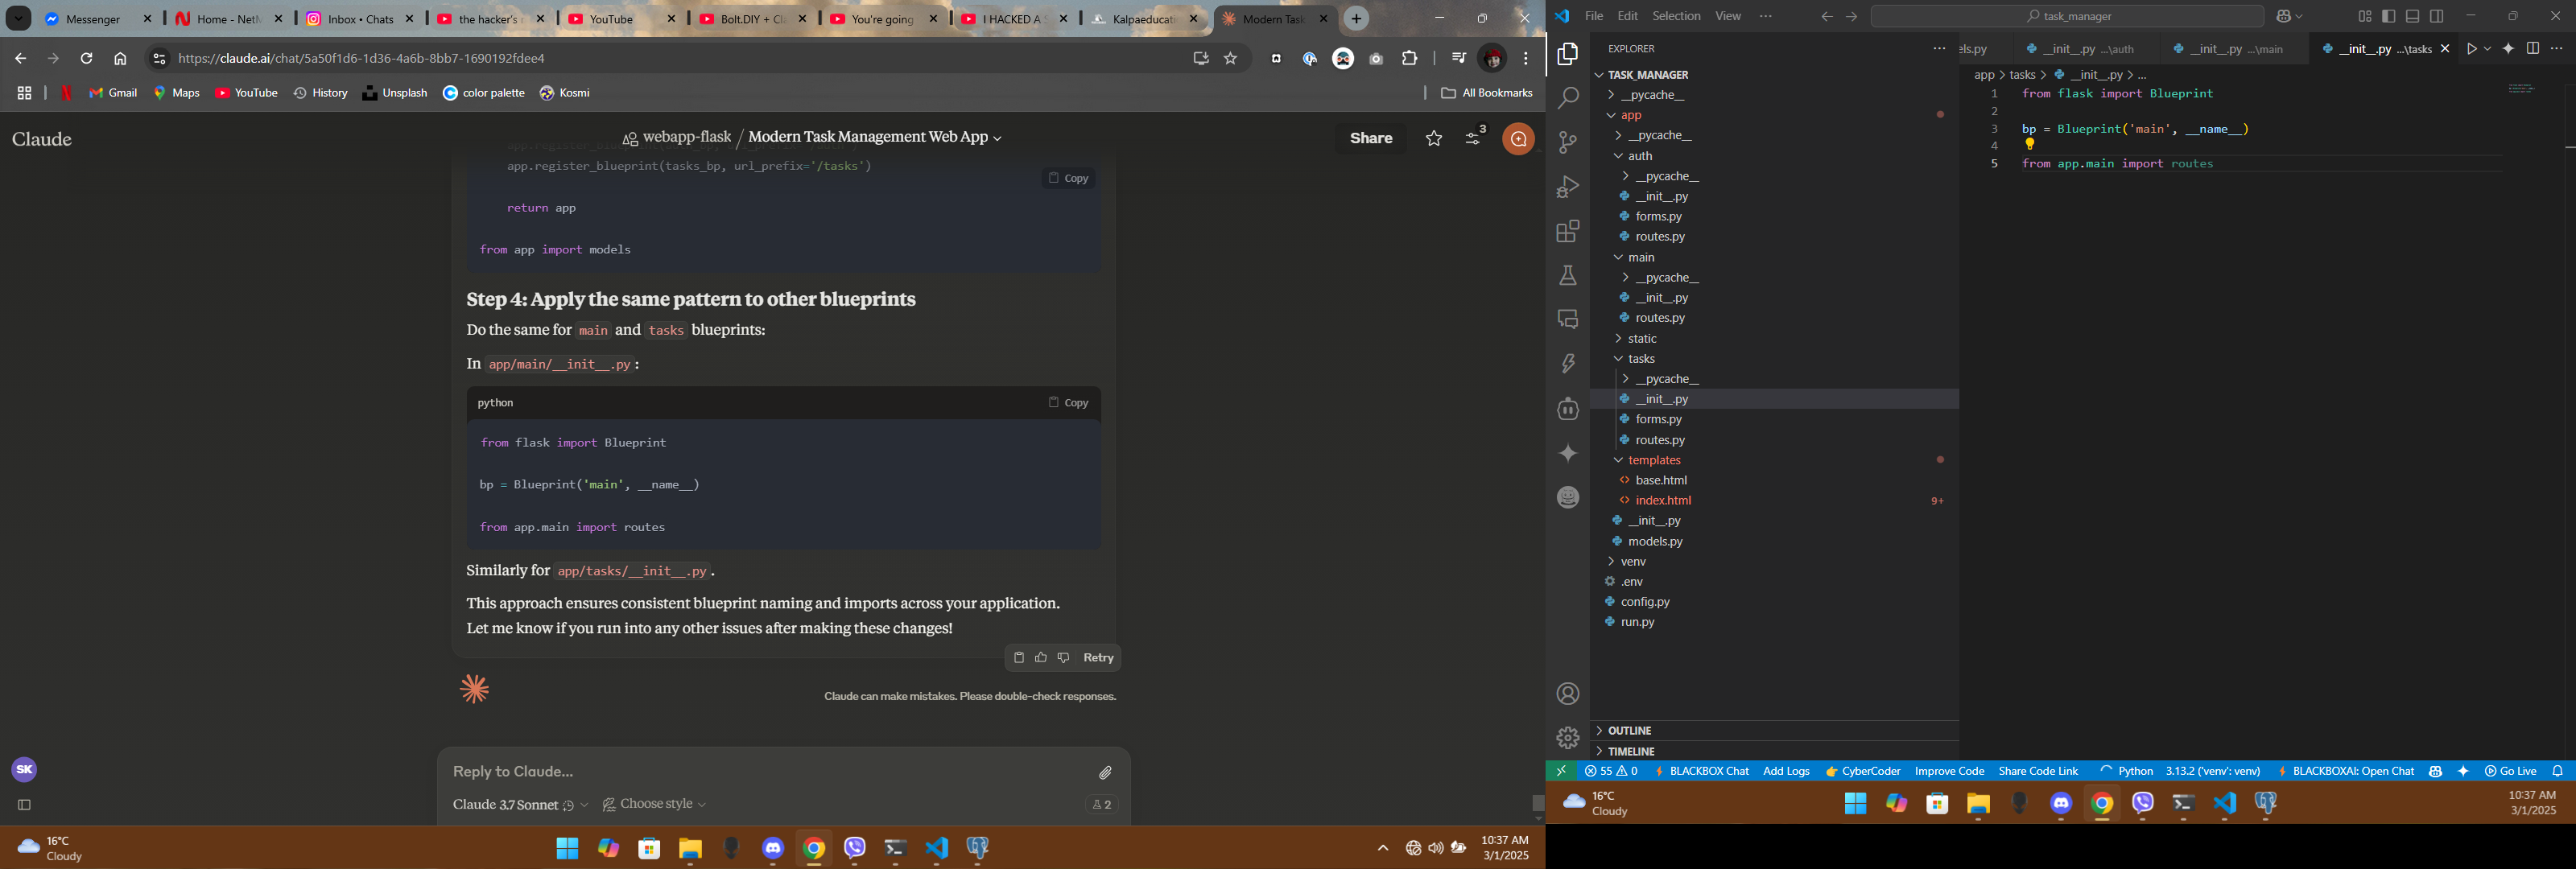 Messenger
Home - NetM
Inbox • Chats
the hacker's r
YouTube
Bolt.DIY + Cla
You're going
I HACKED A S
Kalpaeducati
Modern Task
https://claude.ai/chat/5a50f1d6-1d36-4a6b-8bb7-1690192fdee4
Gmail
Maps
YouTube
History
Unsplash
color palette
Kosmi
All Bookmarks
Claude
webapp-flask / Modern Task Management Web App
Share
3
app.register_blueprint(tasks_bp, url_prefix='/tasks')
Copy
return app
from app import models
Step 4: Apply the same pattern to other blueprints
Do the same for main and tasks blueprints:
In app/main/__init__.py:
python
Copy
from flask import Blueprint
bp = Blueprint('main', __name__)
from app.main import routes
Similarly for app/tasks/__init__.py.
This approach ensures consistent blueprint naming and imports across your application.
Let me know if you run into any other issues after making these changes!
Retry
Claude can make mistakes. Please double-check responses.
SK
Reply to Claude...
Claude 3.7 Sonnet
Choose style
2
16°C
Cloudy
10:37 AM
3/1/2025
File Edit Selection View ···
task_manager
EXPLORER
TASK_MANAGER
__pycache__
app
__pycache__
auth
__pycache__
__init__.py
forms.py
routes.py
main
__pycache__
__init__.py
routes.py
static
tasks
__pycache__
__init__.py
forms.py
routes.py
templates
base.html
index.html 9+
__init__.py
models.py
venv
.env
config.py
run.py
OUTLINE
TIMELINE
els.py
__init__.py ...\auth
__init__.py ...\main
__init__.py ...\tasks
app > tasks > __init__.py > ...
1 from flask import Blueprint
2
3 bp = Blueprint('main', __name__)
4
5 from app.main import routes
55 0
BLACKBOX Chat
Add Logs
CyberCoder
Improve Code
Share Code Link
Python
3.13.2 ('venv': venv)
BLACKBOXAI: Open Chat
Go Live
16°C
Cloudy
10:37 AM
3/1/2025